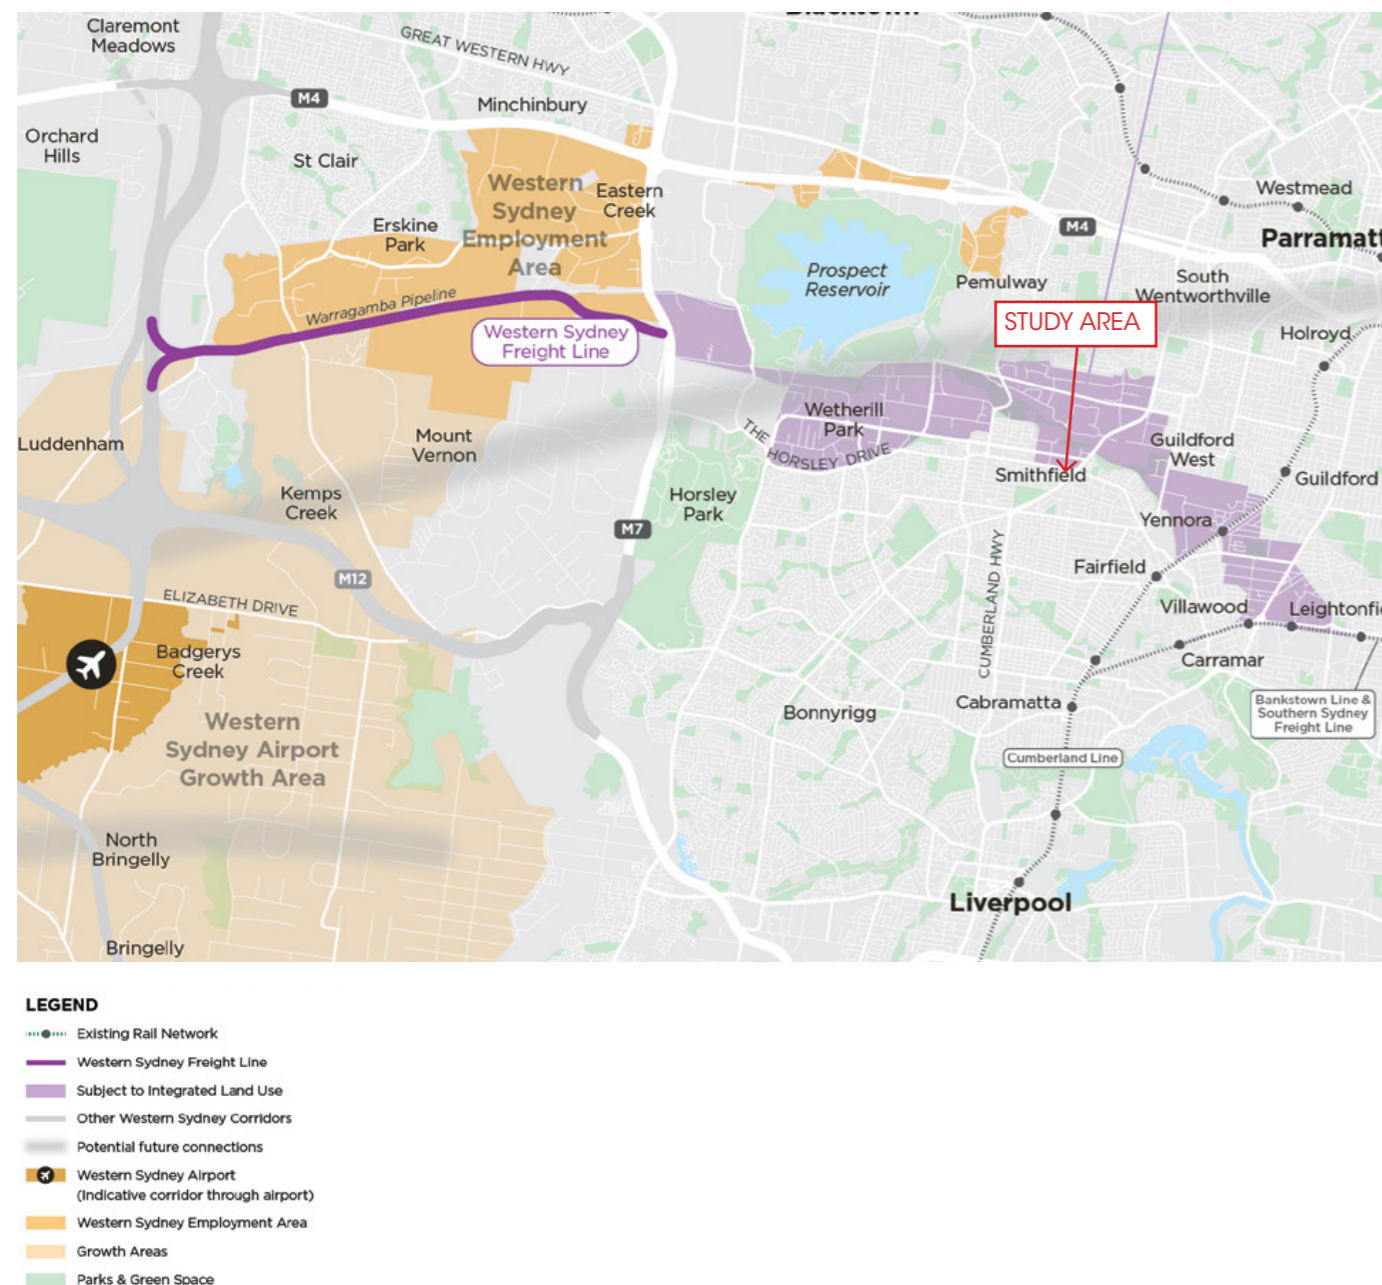 Claremont
Meadows
GREAT WESTERN HWY
M4
Minchinbury
Orchard
Hills
St Clair
Western
Sydney
Employment
Area
Eastern
Creek
Westmead
Erskine
Park
M4
Prospect
Reservoir
Pemulway
South
Wentworthville
Warragamba Pipeline
Western Sydney
Freight Line
STUDY AREA
Holroyd
Wetherill
Park
THE
HORSLEY DRIVE
Luddenham
Mount
Vernon
Guildford
West
Smithfield
Guildford
Kemps
Creek
Horsley
Park
M7
Yennora
CUMBERLAND HWY
Fairfield
M12
ELIZABETH DRIVE
Villawood
Badgerys
Creek
Carramar
Cabramatta
Bonnyrigg
Bankstown Line &
Southern Sydney
Freight Line
Western
Sydney Airport
Growth Area
Cumberland Line
North
Bringelly
Liverpool
Bringelly
LEGEND
Existing Rail Network
Western Sydney Freight Line
Subject to Integrated Land Use
Other Western Sydney Corridors
Potential future connections
Western Sydney Airport
(Indicative corridor through airport)
Western Sydney Employment Area
Growth Areas
Parks & Green Space